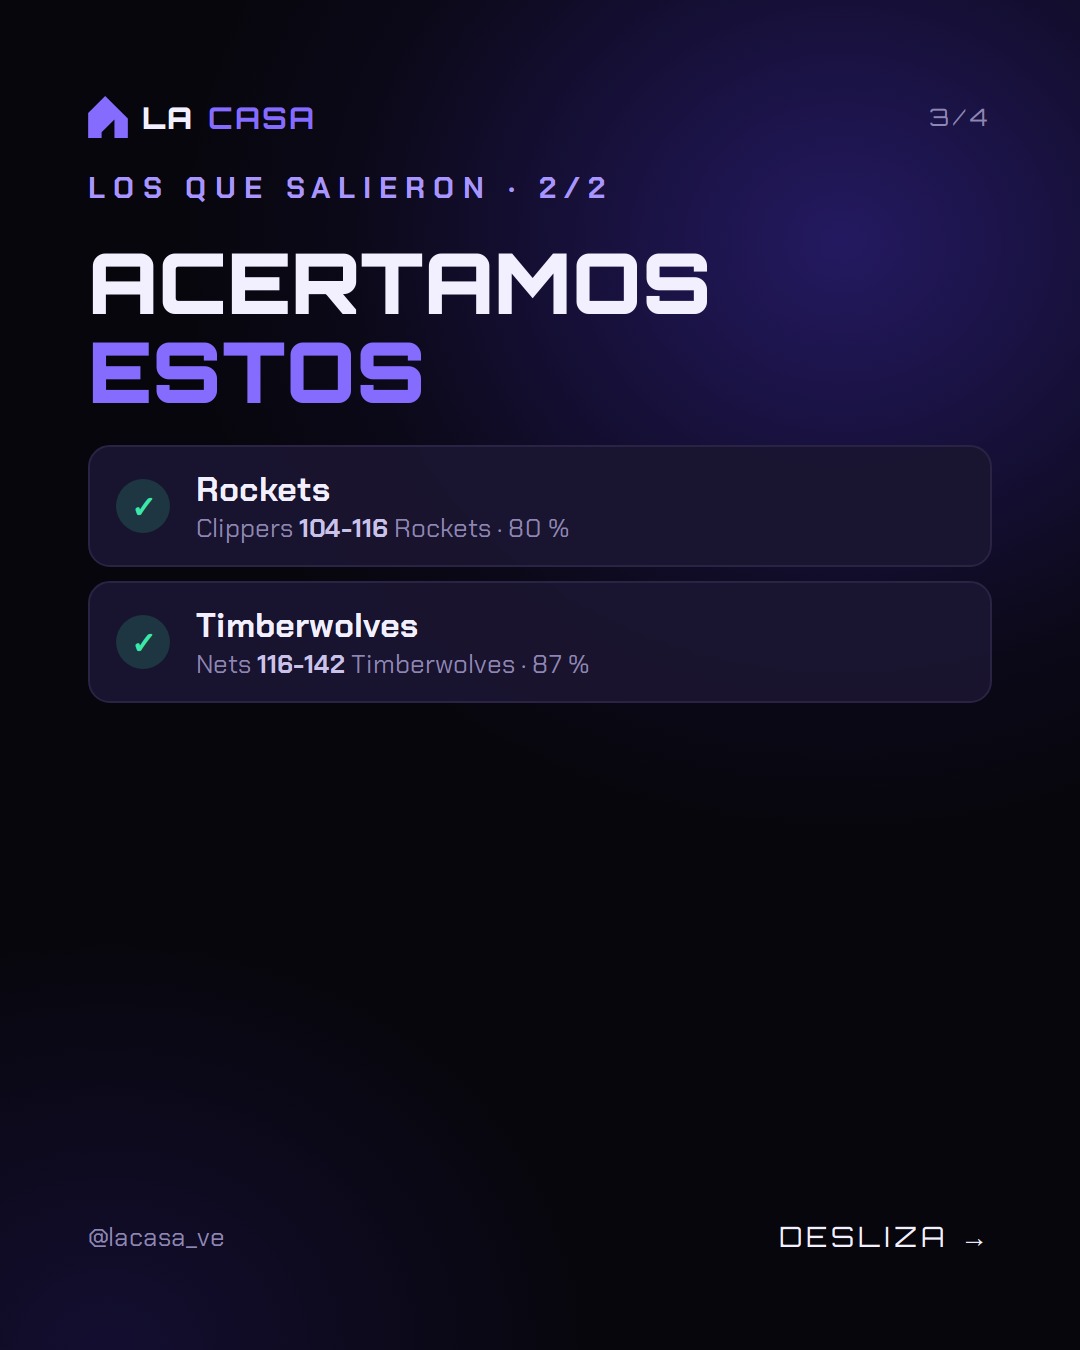 LA CASA
3/4
LOS QUE SALIERON · 2/2
ACERTAMOS
ESTOS
✓
Rockets
Clippers 104-116 Rockets · 80 %
✓
Timberwolves
Nets 116-142 Timberwolves · 87 %
@lacasa_ve
DESLIZA →